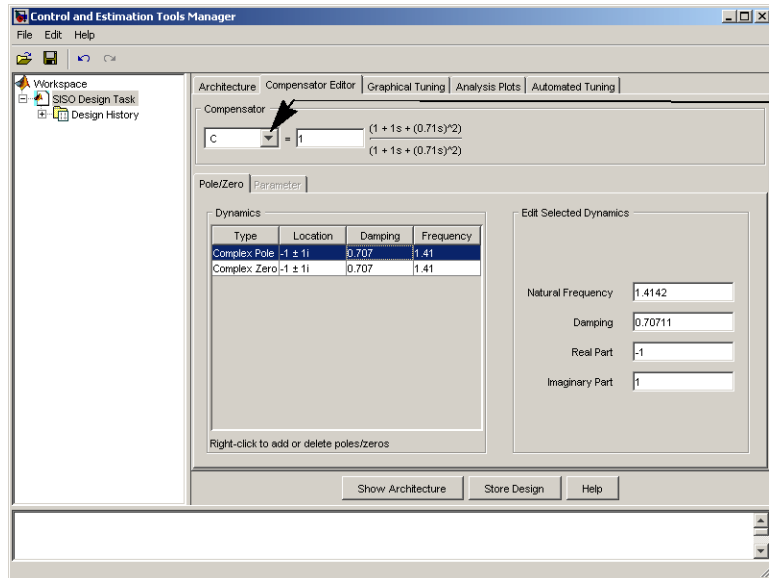 Control and Estimation Tools Manager
File Edit Help
Workspace
SISO Design Task
Design History
Architecture Compensator Editor Graphical Tuning Analysis Plots Automated Tuning
Compensator
C = 1
(1 + 1s + (0.71s)^2)
(1 + 1s + (0.71s)^2)
Pole/Zero Parameter
Dynamics
Type Location Damping Frequency
Complex Pole -1 ± 1i 0.707 1.41
Complex Zero -1 ± 1i 0.707 1.41
Right-click to add or delete poles/zeros
Edit Selected Dynamics
Natural Frequency 1.4142
Damping 0.70711
Real Part -1
Imaginary Part 1
Show Architecture Store Design Help